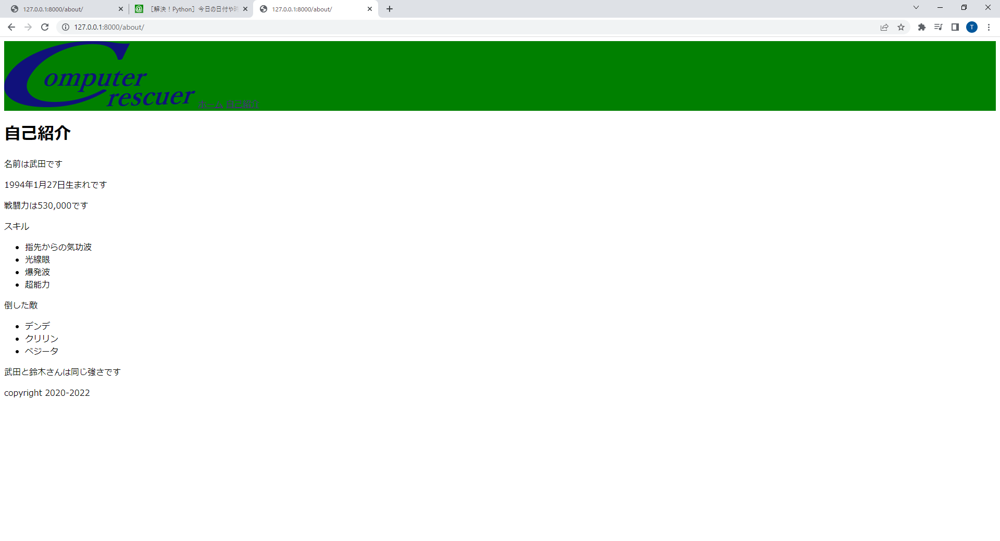 127.0.0.1:8000/about/
［解決！Python］今日の日付や時
127.0.0.1:8000/about/
127.0.0.1:8000/about/
T
Computer
rescuer
ホーム 自己紹介
自己紹介
名前は武田です
1994年1月27日生まれです
戦闘力は530,000です
スキル
指先からの気功波
光線眼
爆発波
超能力
倒した敵
デンデ
クリリン
ベジータ
武田と鈴木さんは同じ強さです
copyright 2020-2022